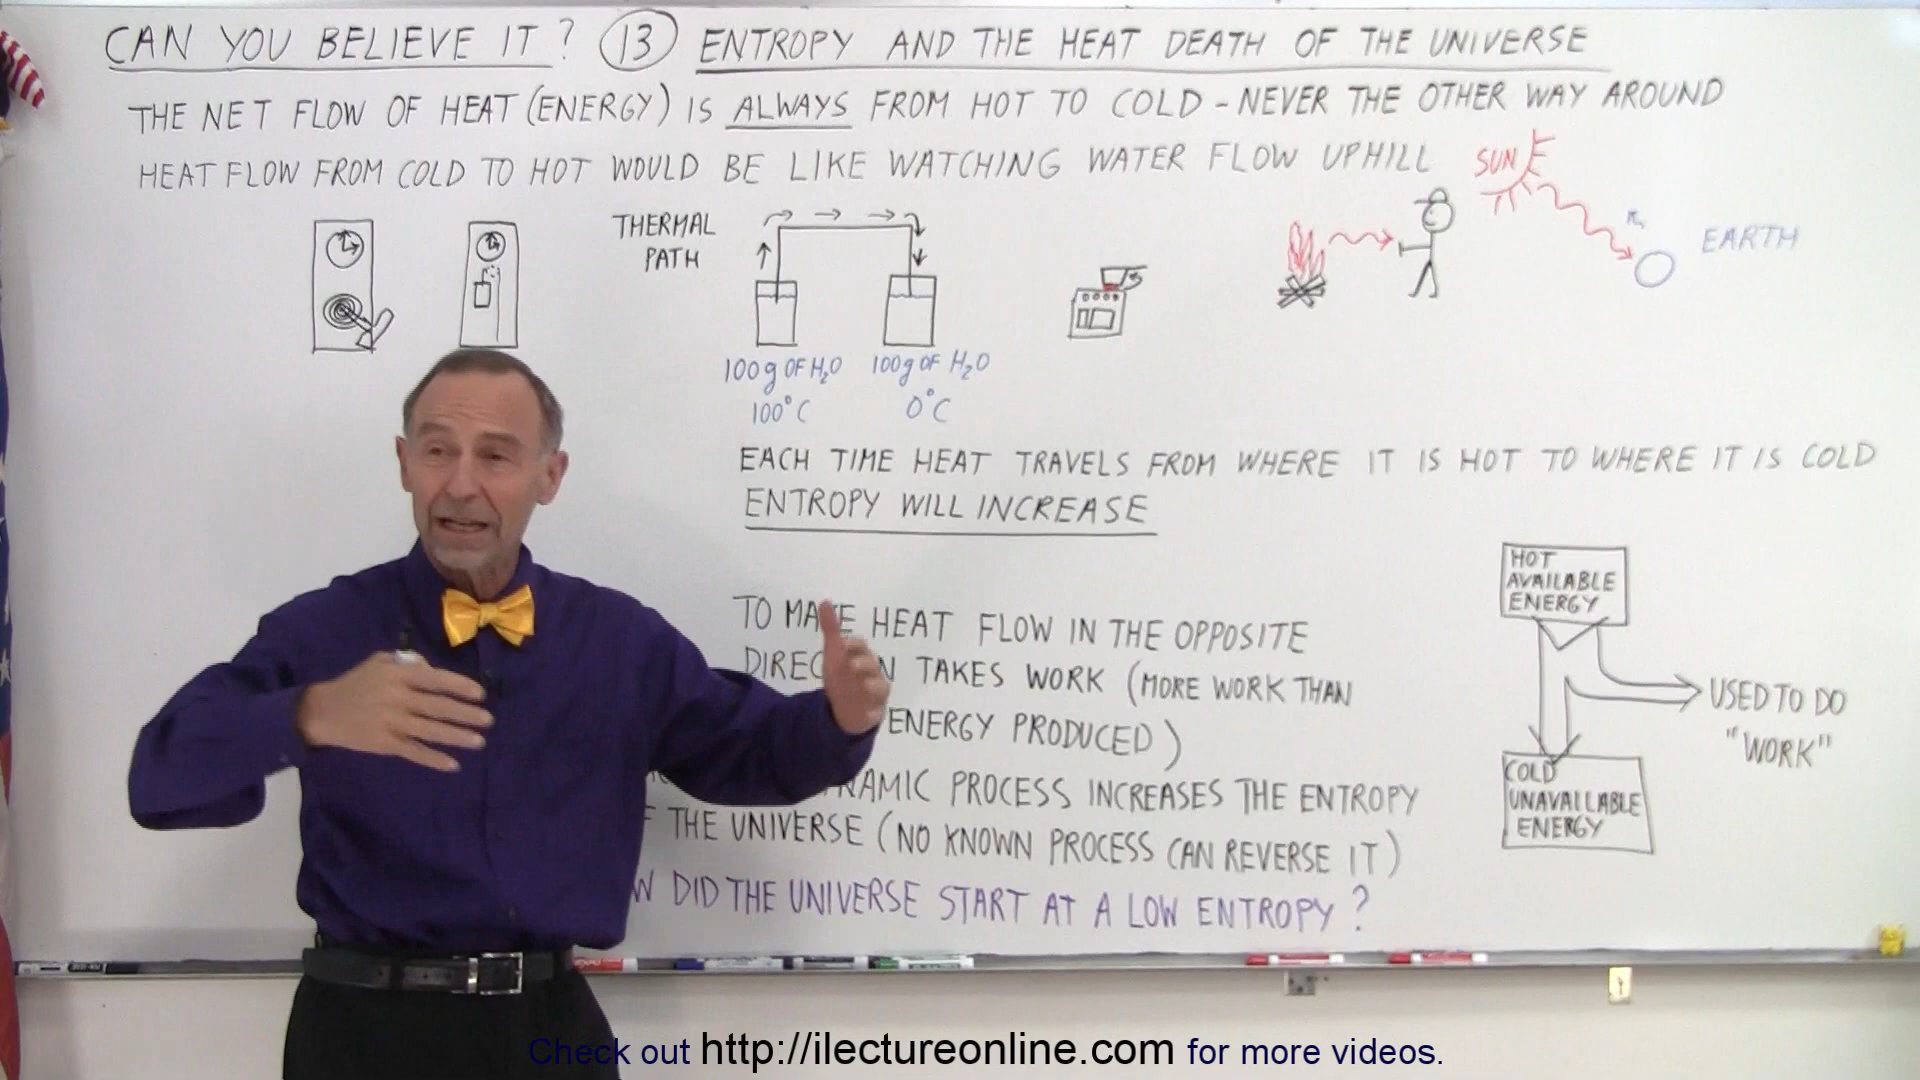 CAN YOU BELIEVE IT? 13 ENTROPY AND THE HEAT DEATH OF THE UNIVERSE
THE NET FLOW OF HEAT (ENERGY) IS ALWAYS FROM HOT TO COLD - NEVER THE OTHER WAY AROUND
HEAT FLOW FROM COLD TO HOT WOULD BE LIKE WATCHING WATER FLOW UPHILL
SUN
EARTH
THERMAL
PATH
100g OF H₂O 100g OF H₂O
100°C 0°C
EACH TIME HEAT TRAVELS FROM WHERE IT IS HOT TO WHERE IT IS COLD
ENTROPY WILL INCREASE
HOT
AVAILABLE
ENERGY
TO MAKE HEAT FLOW IN THE OPPOSITE
TAKES WORK (MORE WORK THAN
ENERGY PRODUCED)
USED TO DO
"WORK"
COLD
UNAVAILABLE
ENERGY
PROCESS INCREASES THE ENTROPY
THE UNIVERSE (NO KNOWN PROCESS CAN REVERSE IT)
DID THE UNIVERSE START AT A LOW ENTROPY?
Check out http://ilectureonline.com for more videos.